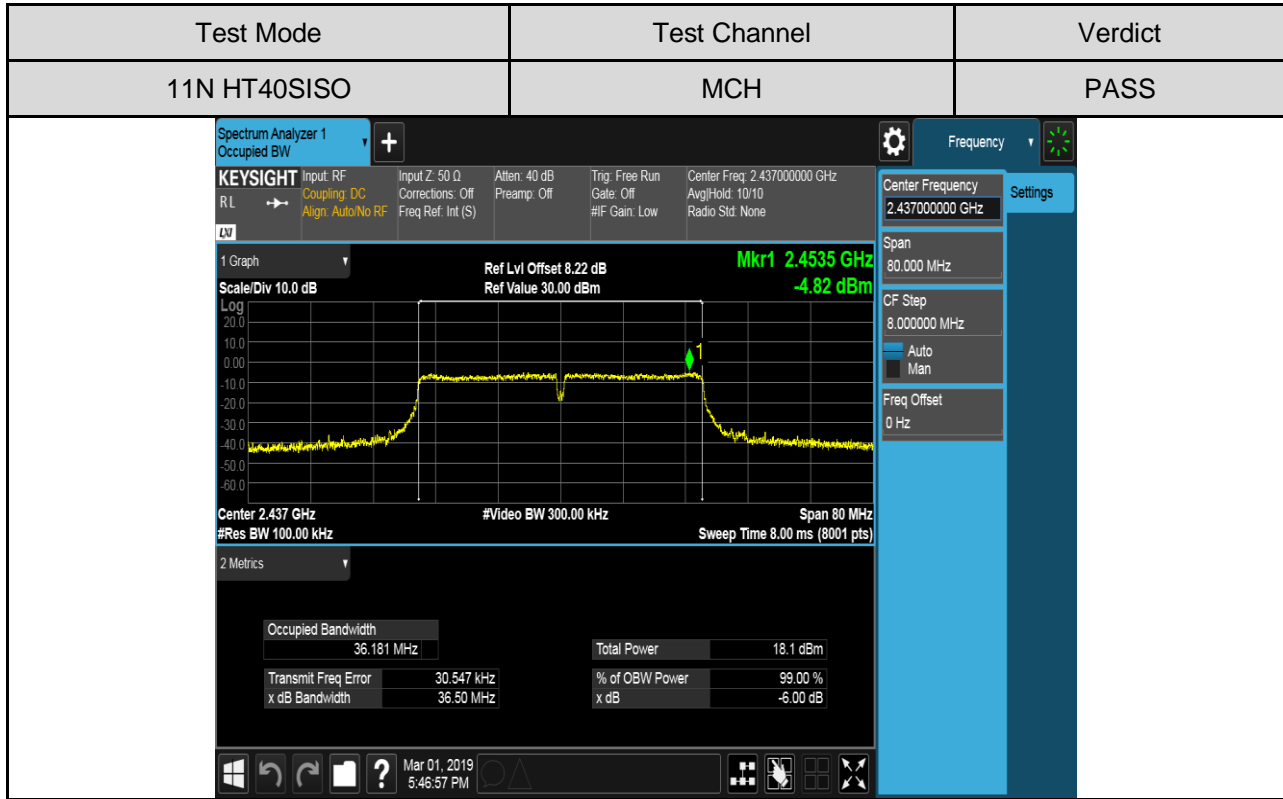 Test Mode Test Channel Verdict
11N HT40SISO MCH PASS
Spectrum Analyzer 1
Occupied BW
+
Frequency
KEYSIGHT
RL
LXI
Input: RF
Coupling: DC
Align: Auto/No RF
Input Z: 50 Ω
Corrections: Off
Freq Ref: Int (S)
Atten: 40 dB
Preamp: Off
Trig: Free Run
Gate: Off
#IF Gain: Low
Center Freq: 2.437000000 GHz
Avg|Hold: 10/10
Radio Std: None
Center Frequency
2.437000000 GHz
Settings
Span
80.000 MHz
CF Step
8.000000 MHz
Auto
Man
Freq Offset
0 Hz
1 Graph
Scale/Div 10.0 dB
Ref Lvl Offset 8.22 dB
Ref Value 30.00 dBm
Mkr1 2.4535 GHz
-4.82 dBm
Log
20.0
10.0
0.00
-10.0
-20.0
-30.0
-40.0
-50.0
-60.0
1
Center 2.437 GHz #Video BW 300.00 kHz Span 80 MHz
#Res BW 100.00 kHz Sweep Time 8.00 ms (8001 pts)
2 Metrics
Occupied Bandwidth
36.181 MHz
Total Power 18.1 dBm
Transmit Freq Error 30.547 kHz % of OBW Power 99.00 %
x dB Bandwidth 36.50 MHz x dB -6.00 dB
?
Mar 01, 2019
5:46:57 PM